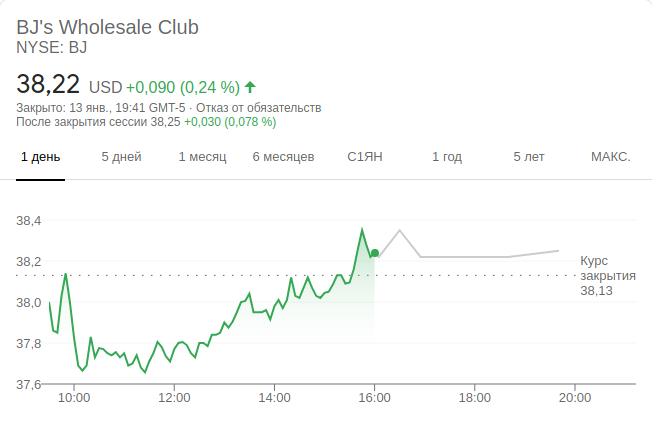 BJ's Wholesale Club
NYSE: BJ
38,22 USD +0,090 (0,24 %)
Закрыто: 13 янв., 19:41 GMT-5 · Отказ от обязательств
После закрытия сессии 38,25 +0,030 (0,078 %)
1 день 5 дней 1 месяц 6 месяцев С1ЯН 1 год 5 лет МАКС.
38,4
38,2
Курс
закрытия
38,13
38,0
37,8
37,6
10:00 12:00 14:00 16:00 18:00 20:00